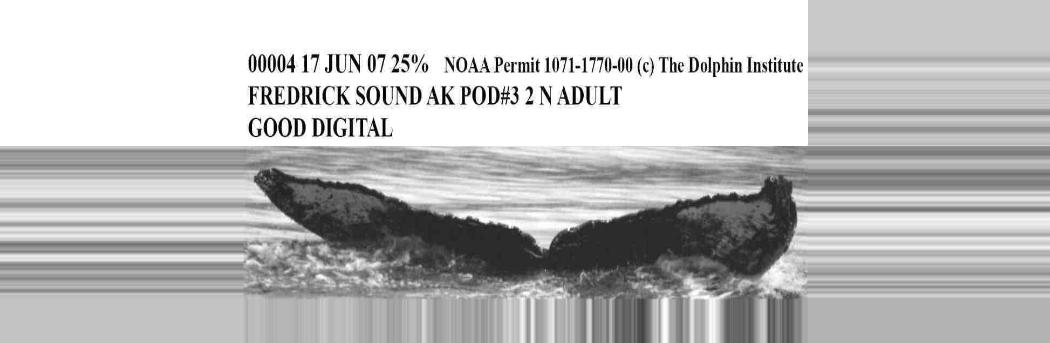 00004 17 JUN 07 25% NOAA Permit 1071-1770-00 (c) The Dolphin Institute
FREDRICK SOUND AK POD#3 2 N ADULT
GOOD DIGITAL